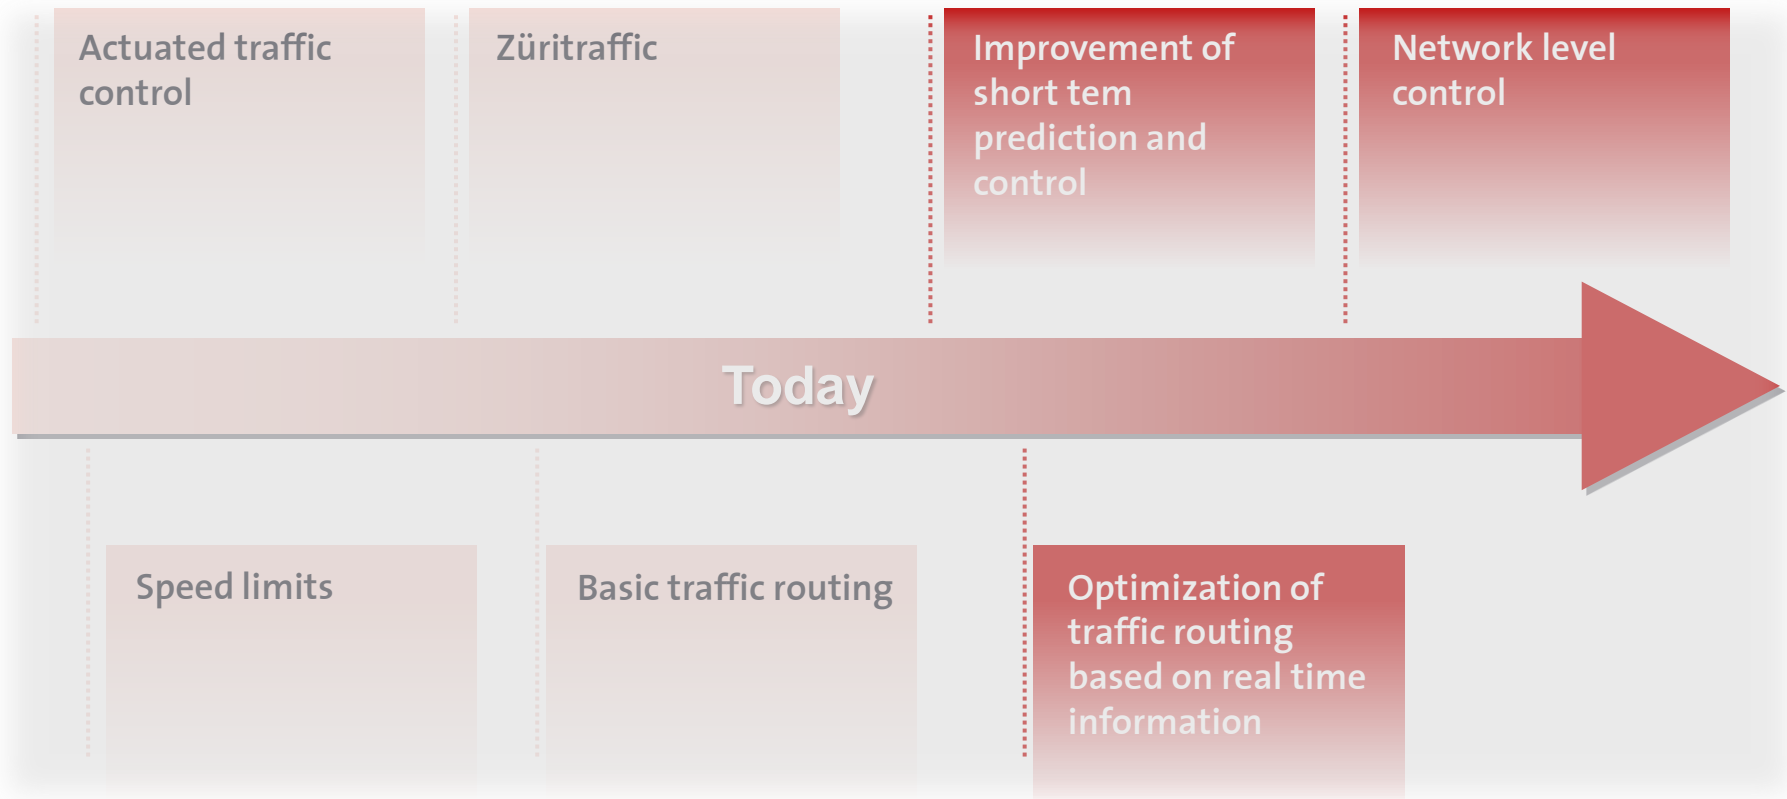 Actuated traffic
control
Züritraffic
Improvement of
short tem
prediction and
control
Network level
control
Today
Speed limits
Basic traffic routing
Optimization of
traffic routing
based on real time
information